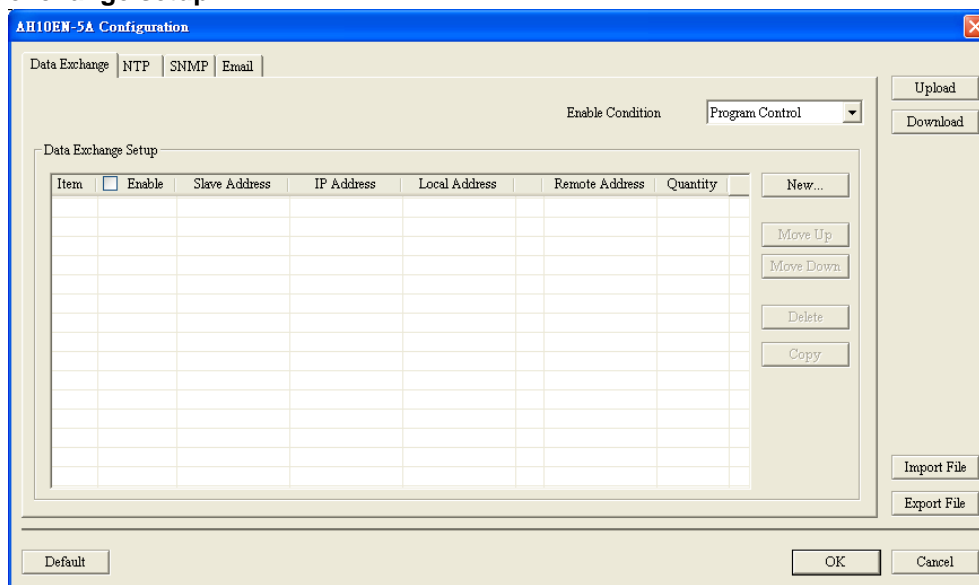 AH10EN-5A Configuration
Data Exchange NTP SNMP Email
Upload
Enable Condition Program Control
Download
Data Exchange Setup
Item Enable Slave Address IP Address Local Address Remote Address Quantity
New...
Move Up
Move Down
Delete
Copy
Import File
Export File
Default OK Cancel